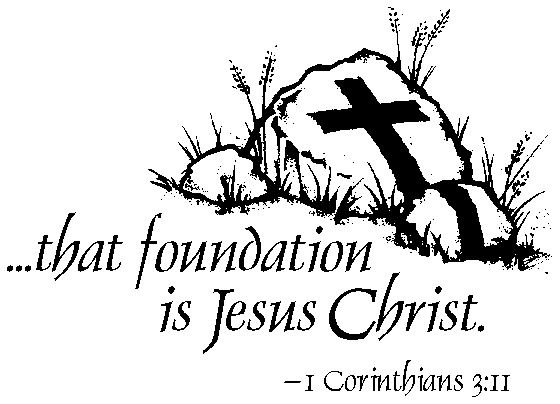 ...that foundation
is Jesus Christ.
–1 Corinthians 3:11